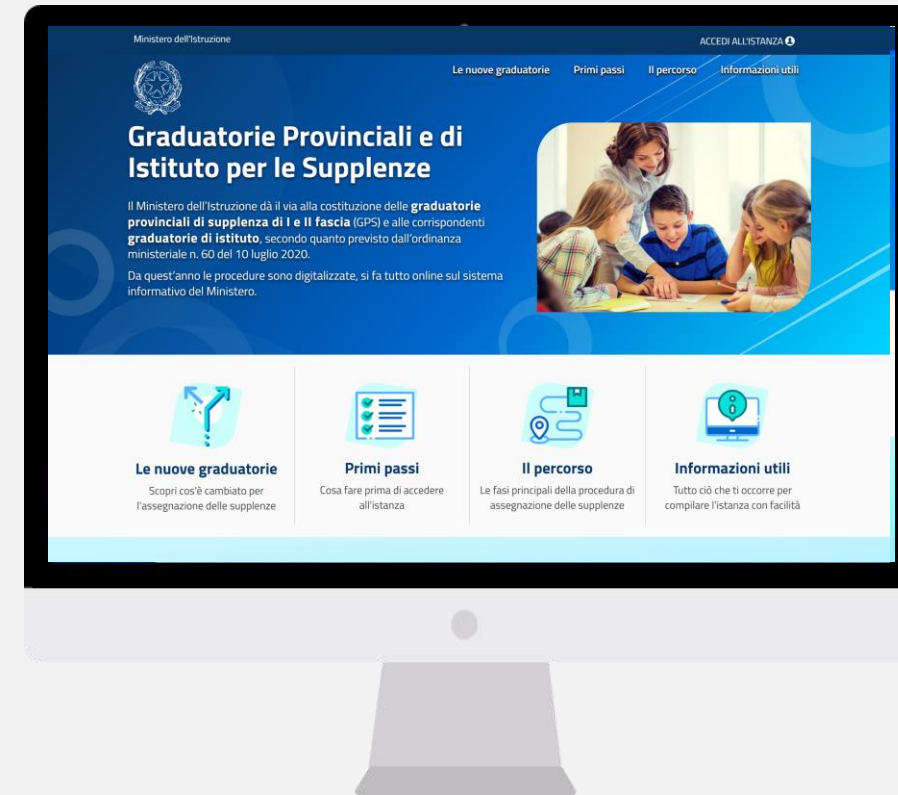 Ministero dell'Istruzione
ACCEDI ALL'ISTANZA
Le nuove graduatorie Primi passi Il percorso Informazioni utili
Graduatorie Provinciali e di
Istituto per le Supplenze
Il Ministero dell'Istruzione dà il via alla costituzione delle graduatorie
provinciali di supplenza di I e II fascia (GPS) e alle corrispondenti
graduatorie di istituto, secondo quanto previsto dall'ordinanza
ministeriale n. 60 del 10 luglio 2020.
Da quest'anno le procedure sono digitalizzate, si fa tutto online sul sistema
informativo del Ministero.
Le nuove graduatorie
Scopri cos'è cambiato per
l'assegnazione delle supplenze
Primi passi
Cosa fare prima di accedere
all'istanza
Il percorso
Le fasi principali della procedura di
assegnazione delle supplenze
Informazioni utili
Tutto ciò che ti occorre per
compilare l'istanza con facilità